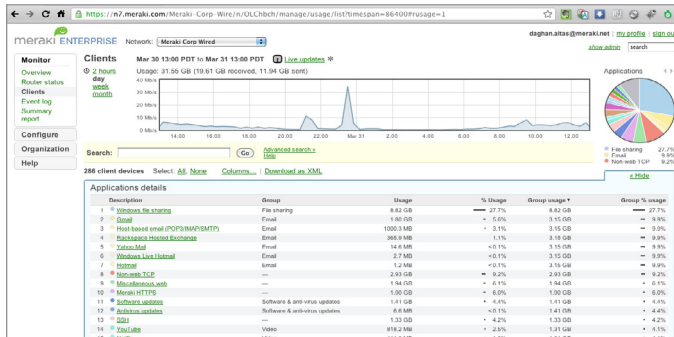 https://n7.meraki.com/Meraki-Corp-Wire/n/OLChbch/manage/usage/list?timespan=86400#rusage=1
daghan.altas@meraki.net | my profile | sign ou
meraki ENTERPRISE Network: Meraki Corp Wired
show admin search
Monitor
Overview
Router status
Clients
Event log
Summary report
Configure
Organization
Help
Clients Mar 30 13:00 PDT to Mar 31 13:00 PDT Live updates
2 hours
day
week
month
Usage: 31.55 GB (19.61 GB received, 11.94 GB sent)
40 Mb/s
30 Mb/s
20 Mb/s
10 Mb/s
0 Mb/s
14.00 16.00 18.00 20.00 22.00 Mar 31 2.00 4.00 6.00 8.00 10.00 12.00
Applications
File sharing 27.7%
Email 9.9%
Non-web TCP 9.2%
Search: Go Advanced search »
Help
286 client devices Select: All, None Columns... | Download as XML
« Hide
Applications details
Description Group Usage % Usage Group usage ▼ Group % usage
1 Windows file sharing File sharing 8.82 GB 27.7% 8.82 GB 27.7%
2 Gmail Email 1.80 GB 5.6% 3.15 GB 9.9%
3 Host-based email (POP3/IMAP/SMTP) Email 1000.3 MB 3.1% 3.15 GB 9.9%
4 Rackspace Hosted Exchange Email 365.9 MB 1.1% 3.15 GB 9.9%
5 Yahoo Mail Email 14.6 MB <0.1% 3.15 GB 9.9%
6 Windows Live Hotmail Email 2.7 MB <0.1% 3.15 GB 9.9%
7 Hotmail Email 1.2 MB <0.1% 3.15 GB 9.9%
8 Non-web TCP — 2.93 GB 9.2% 2.93 GB 9.2%
9 Miscellaneous web — 1.94 GB 6.1% 1.94 GB 6.1%
10 Meraki HTTPS — 1.90 GB 6.0% 1.90 GB 6.0%
11 Software updates Software & anti-virus updates 1.41 GB 4.4% 1.41 GB 4.4%
12 Antivirus updates Software & anti-virus updates 6.6 MB <0.1% 1.41 GB 4.4%
13 SSH — 1.33 GB 4.2% 1.33 GB 4.2%
14 YouTube Video 818.2 MB 2.5% 1.31 GB 4.1%